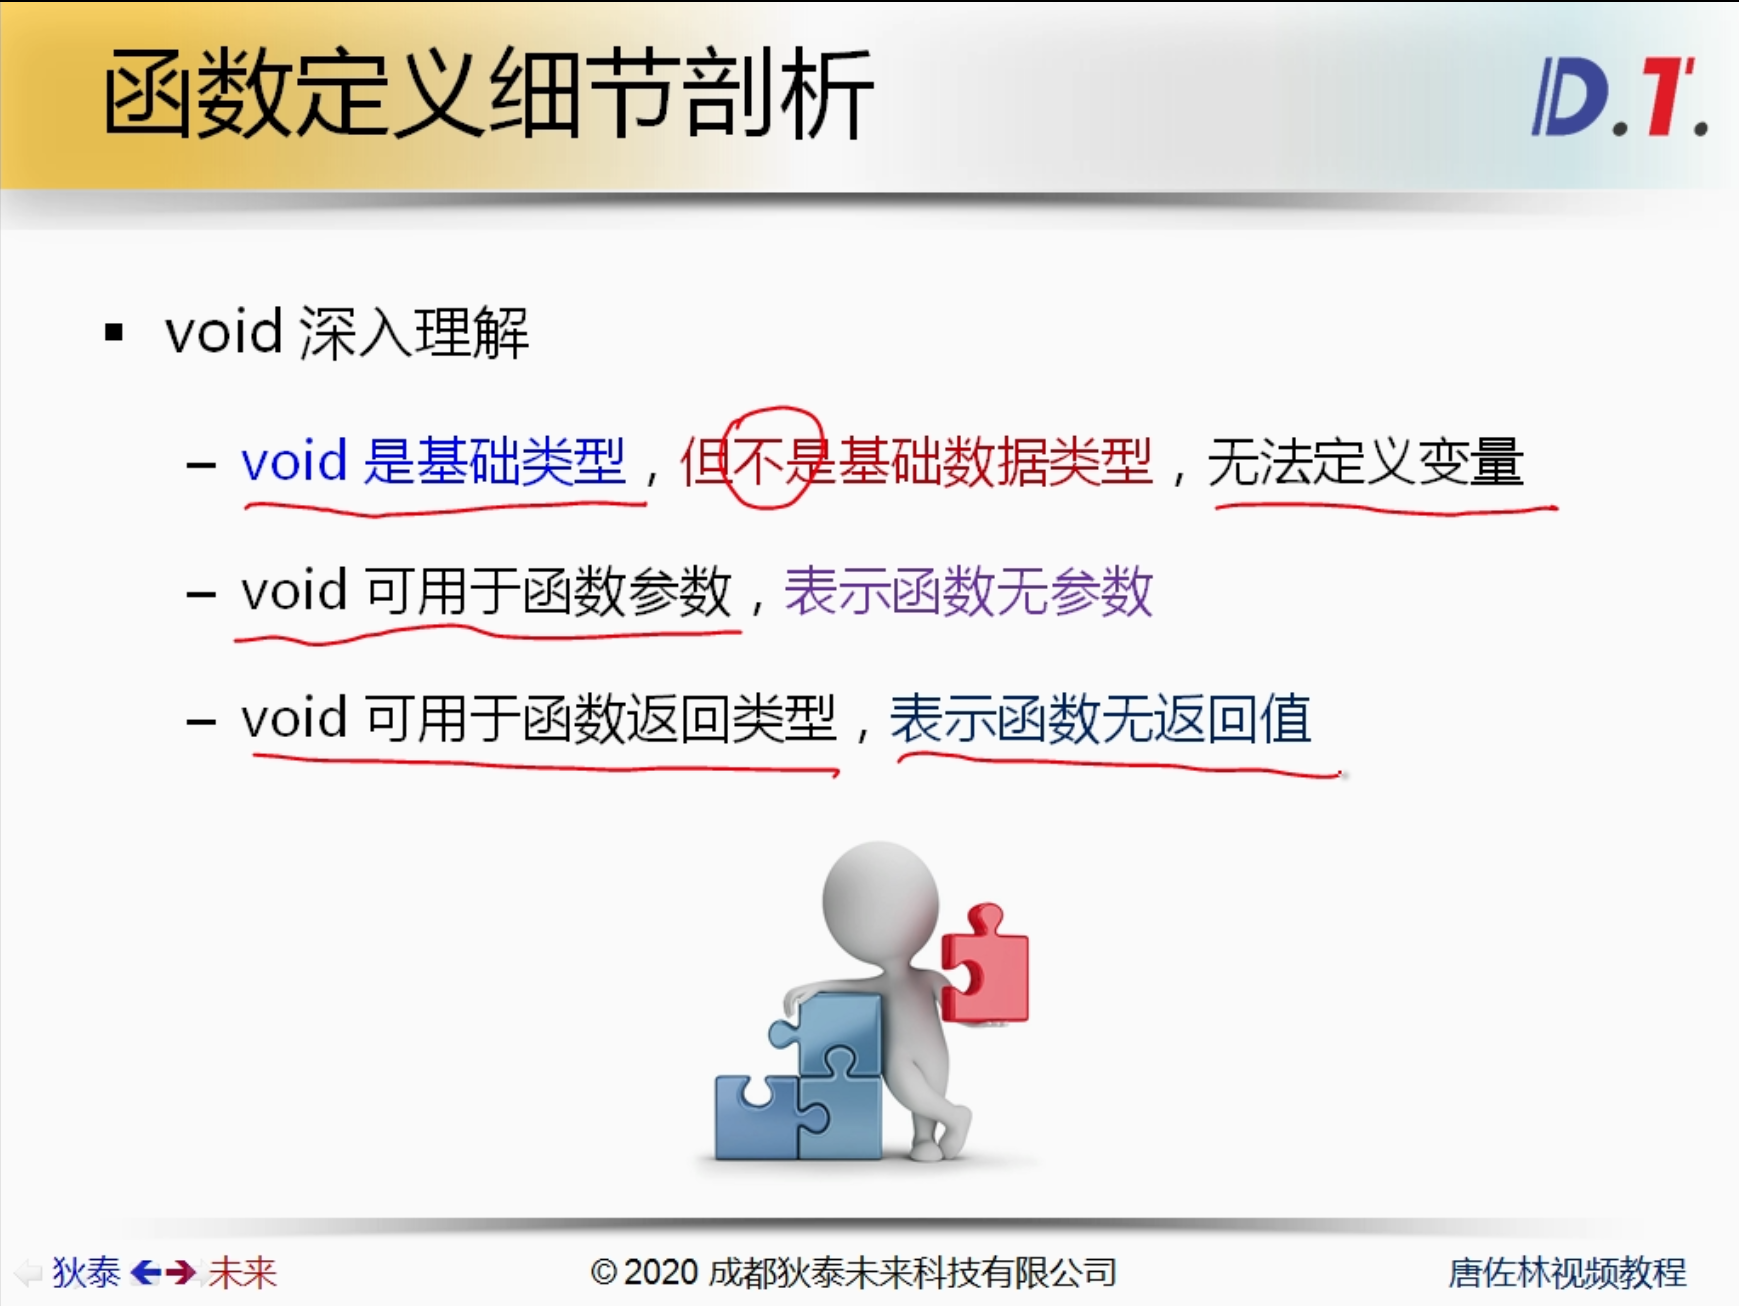 函数定义细节剖析
D.T.
▪ void 深入理解
– void 是基础类型，但不是基础数据类型，无法定义变量
– void 可用于函数参数，表示函数无参数
– void 可用于函数返回类型，表示函数无返回值
狄泰 未来
© 2020 成都狄泰未来科技有限公司
唐佐林视频教程